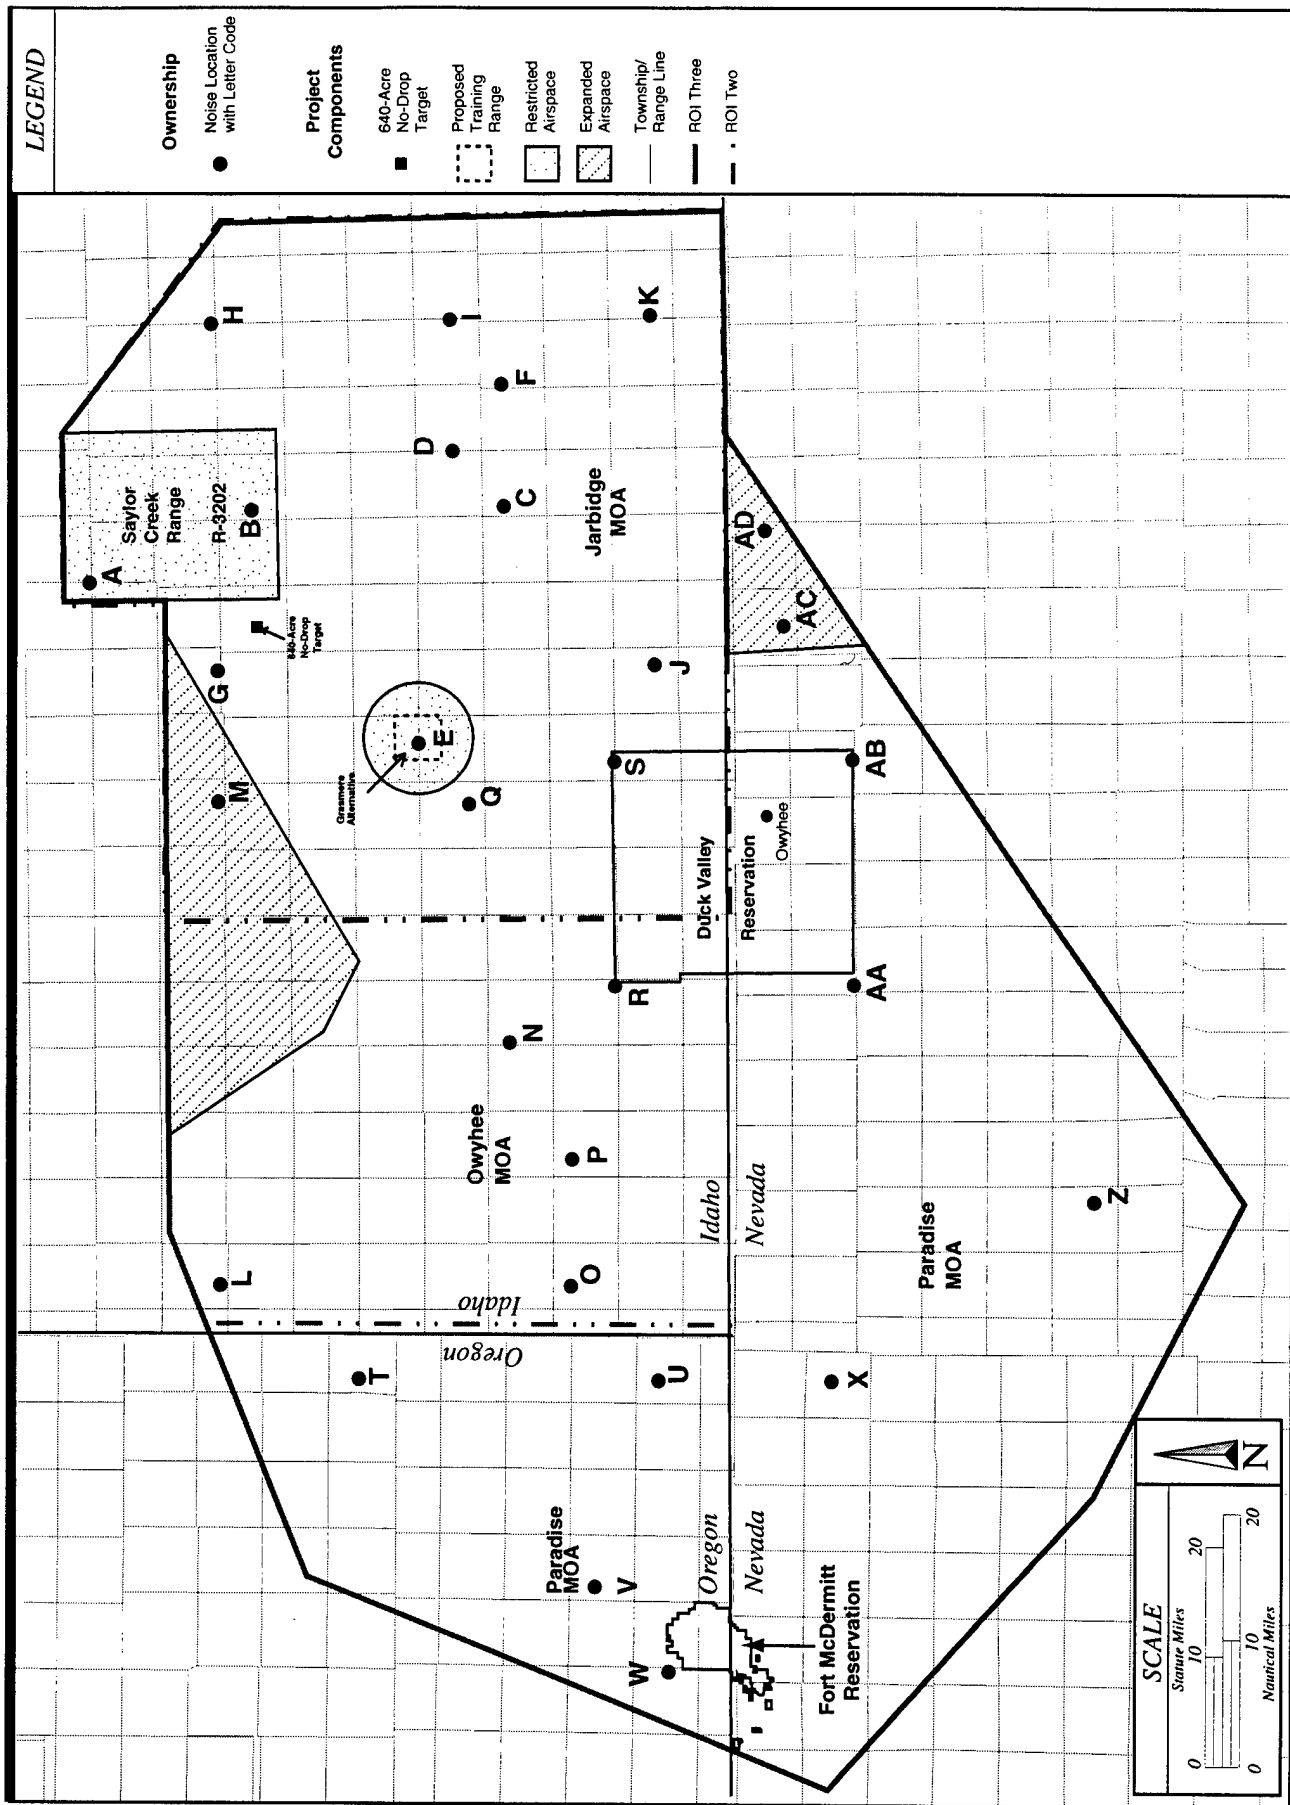 LEGEND
Ownership
Noise Location
with Letter Code
Project
Components
640-Acre
No-Drop
Target
Proposed
Training
Range
Restricted
Airspace
Expanded
Airspace
Township/
Range Line
ROI Three
ROI Two
A
Saylor
Creek
Range
R-3202
B
H
640-Acre
No-Drop
Target
G
M
L
Grasmere
Alternative
E
D
I
F
C
Q
T
N
Owyhee
MOA
P
O
Jarbidge
MOA
K
J
S
R
Idaho
Oregon
U
Paradise
MOA
V
W
Duck Valley
Reservation
Owyhee
Idaho
Nevada
Oregon
Nevada
AD
AC
AB
AA
X
Fort McDermitt
Reservation
Paradise
MOA
Z
SCALE
Statute Miles
0 10 20
0 10 20
Nautical Miles
N